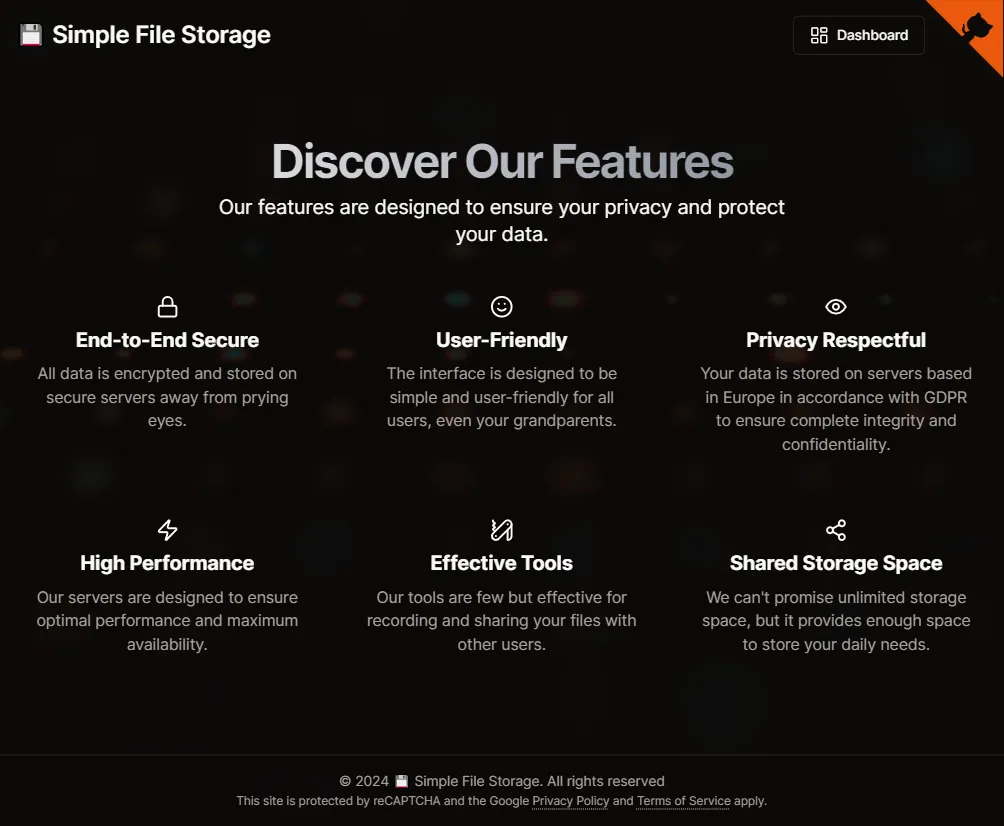 💾 Simple File Storage
Dashboard
Discover Our Features
Our features are designed to ensure your privacy and protect
your data.
End-to-End Secure
All data is encrypted and stored on
secure servers away from prying
eyes.
User-Friendly
The interface is designed to be
simple and user-friendly for all
users, even your grandparents.
Privacy Respectful
Your data is stored on servers based
in Europe in accordance with GDPR
to ensure complete integrity and
confidentiality.
High Performance
Our servers are designed to ensure
optimal performance and maximum
availability.
Effective Tools
Our tools are few but effective for
recording and sharing your files with
other users.
Shared Storage Space
We can't promise unlimited storage
space, but it provides enough space
to store your daily needs.
© 2024 💾 Simple File Storage. All rights reserved
This site is protected by reCAPTCHA and the Google Privacy Policy and Terms of Service apply.